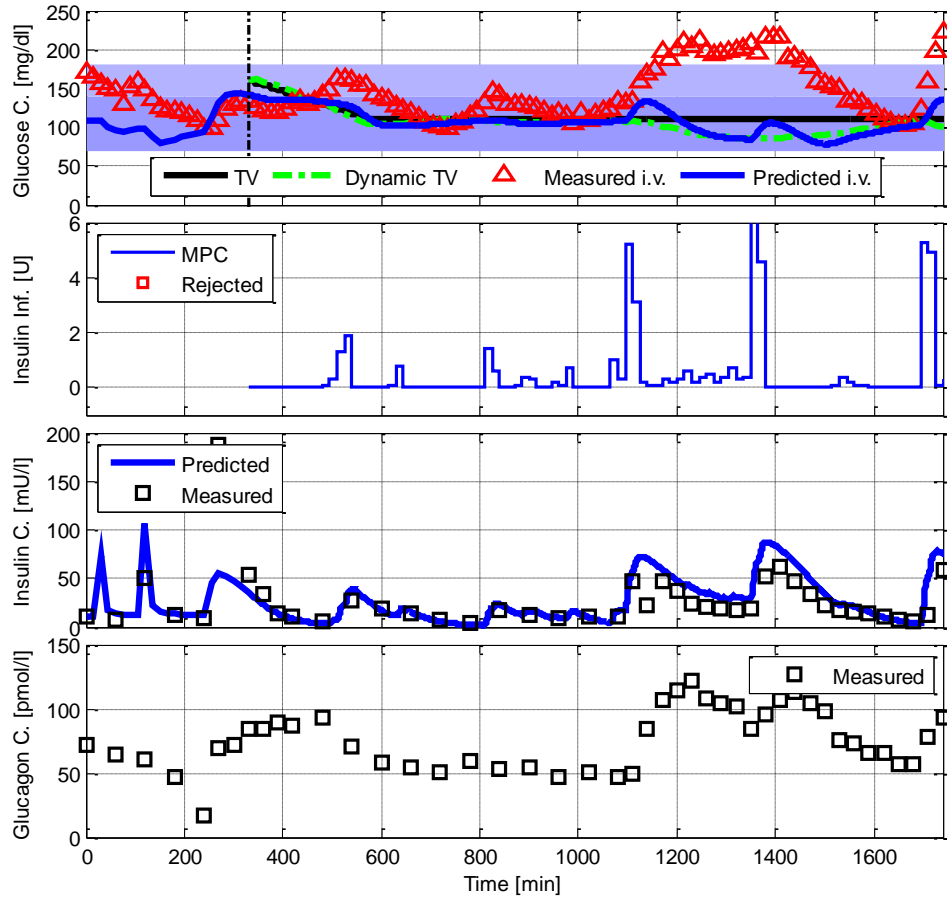 250
200
150
100
50
0
Glucose C. [mg/dl]
TV Dynamic TV Measured i.v. Predicted i.v.
6
4
2
0
Insulin Inf. [U]
MPC
Rejected
200
150
100
50
0
Insulin C. [mU/l]
Predicted
Measured
150
100
50
0
Glucagon C. [pmol/l]
Measured
0 200 400 600 800 1000 1200 1400 1600
Time [min]